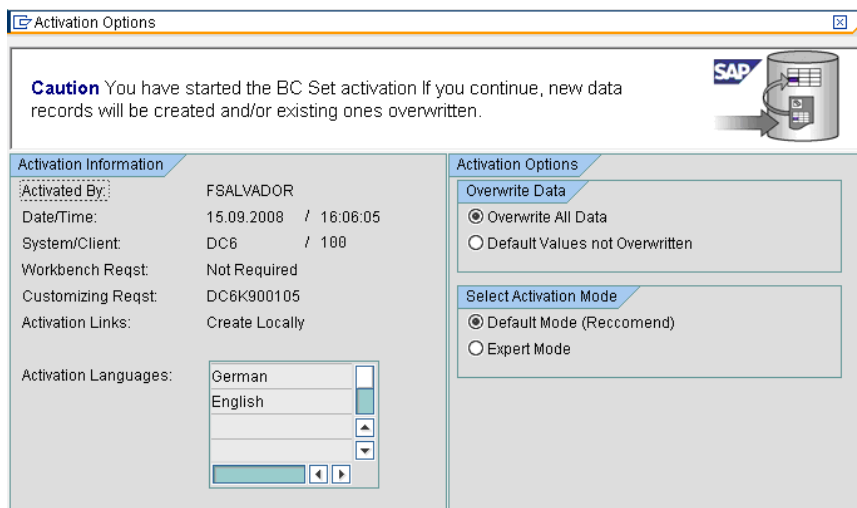 Activation Options
Caution You have started the BC Set activation If you continue, new data
records will be created and/or existing ones overwritten.
SAP
Activation Information
Activated By: FSALVADOR
Date/Time: 15.09.2008 / 16:06:05
System/Client: DC6 / 100
Workbench Reqst: Not Required
Customizing Reqst: DC6K900105
Activation Links: Create Locally
Activation Languages: German
English
Activation Options
Overwrite Data
Overwrite All Data
Default Values not Overwritten
Select Activation Mode
Default Mode (Reccomend)
Expert Mode